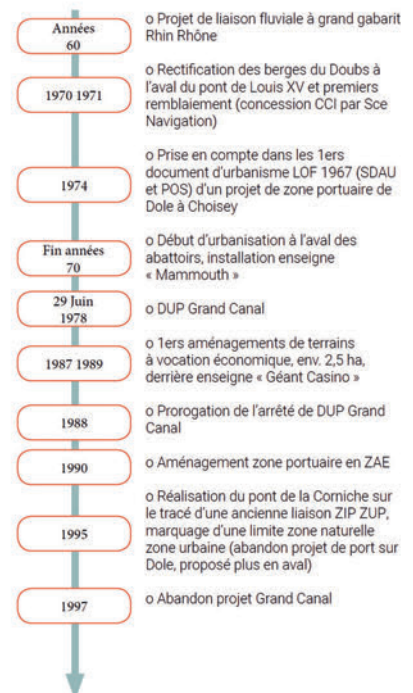 Années
60
o Projet de liaison fluviale à grand gabarit
Rhin Rhône
1970 1971
o Rectification des berges du Doubs à
l'aval du pont de Louis XV et premiers
remblaiement (concession CCI par Sce
Navigation)
1974
o Prise en compte dans les 1ers
document d'urbanisme LOF 1967 (SDAU
et POS) d'un projet de zone portuaire de
Dole à Choisey
Fin années
70
o Début d'urbanisation à l'aval des
abattoirs, installation enseigne
« Mammouth »
29 Juin
1978
o DUP Grand Canal
1987 1989
o 1ers aménagements de terrains
à vocation économique, env. 2,5 ha,
derrière enseigne « Géant Casino »
1988
o Prorogation de l'arrêté de DUP Grand
Canal
1990
o Aménagement zone portuaire en ZAE
1995
o Réalisation du pont de la Corniche sur
le tracé d'une ancienne liaison ZIP ZUP,
marquage d'une limite zone naturelle
zone urbaine (abandon projet de port sur
Dole, proposé plus en aval)
1997
o Abandon projet Grand Canal